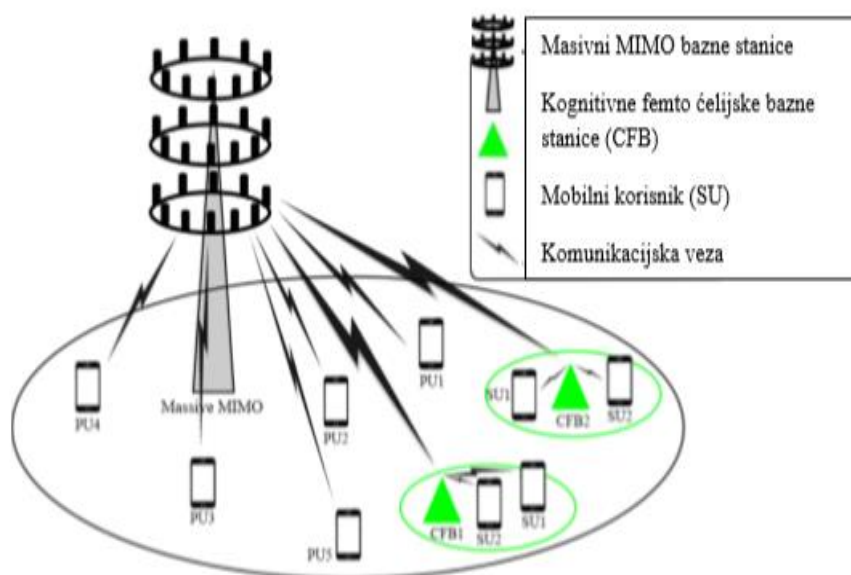 Masivni MIMO bazne stanice
Kognitivne femto ćelijske bazne
stanice (CFB)
Mobilni korisnik (SU)
Komunikacijska veza
PU1
PU4
Massive MIMO
PU2
SU1
CFB2
SU2
PU3
PU5
CFB1
SU2
SU1